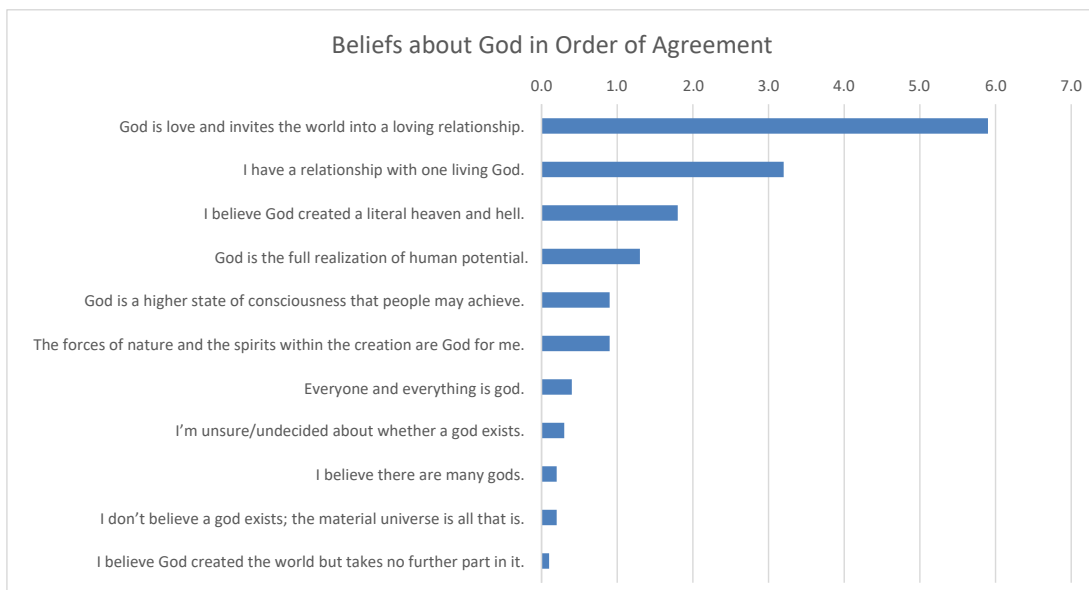 Beliefs about God in Order of Agreement
0.0 1.0 2.0 3.0 4.0 5.0 6.0 7.0
God is love and invites the world into a loving relationship.
I have a relationship with one living God.
I believe God created a literal heaven and hell.
God is the full realization of human potential.
God is a higher state of consciousness that people may achieve.
The forces of nature and the spirits within the creation are God for me.
Everyone and everything is god.
I’m unsure/undecided about whether a god exists.
I believe there are many gods.
I don’t believe a god exists; the material universe is all that is.
I believe God created the world but takes no further part in it.